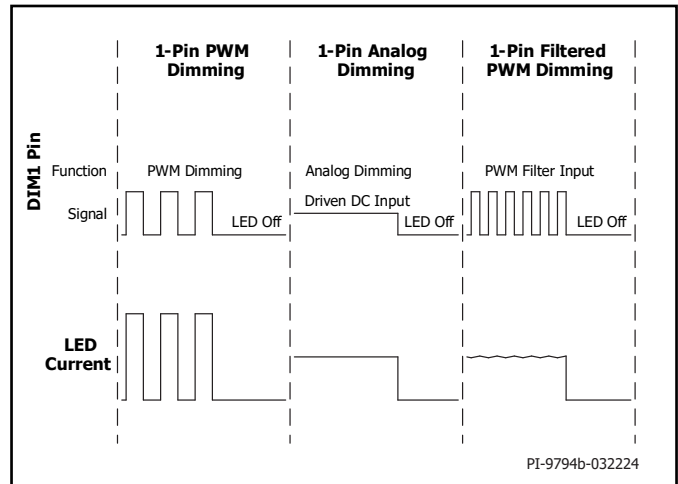 1-Pin PWM
Dimming
1-Pin Analog
Dimming
1-Pin Filtered
PWM Dimming
DIM1 Pin
Function
PWM Dimming
Analog Dimming
PWM Filter Input
Signal
LED Off
Driven DC Input
LED Off
LED Off
LED
Current
PI-9794b-032224